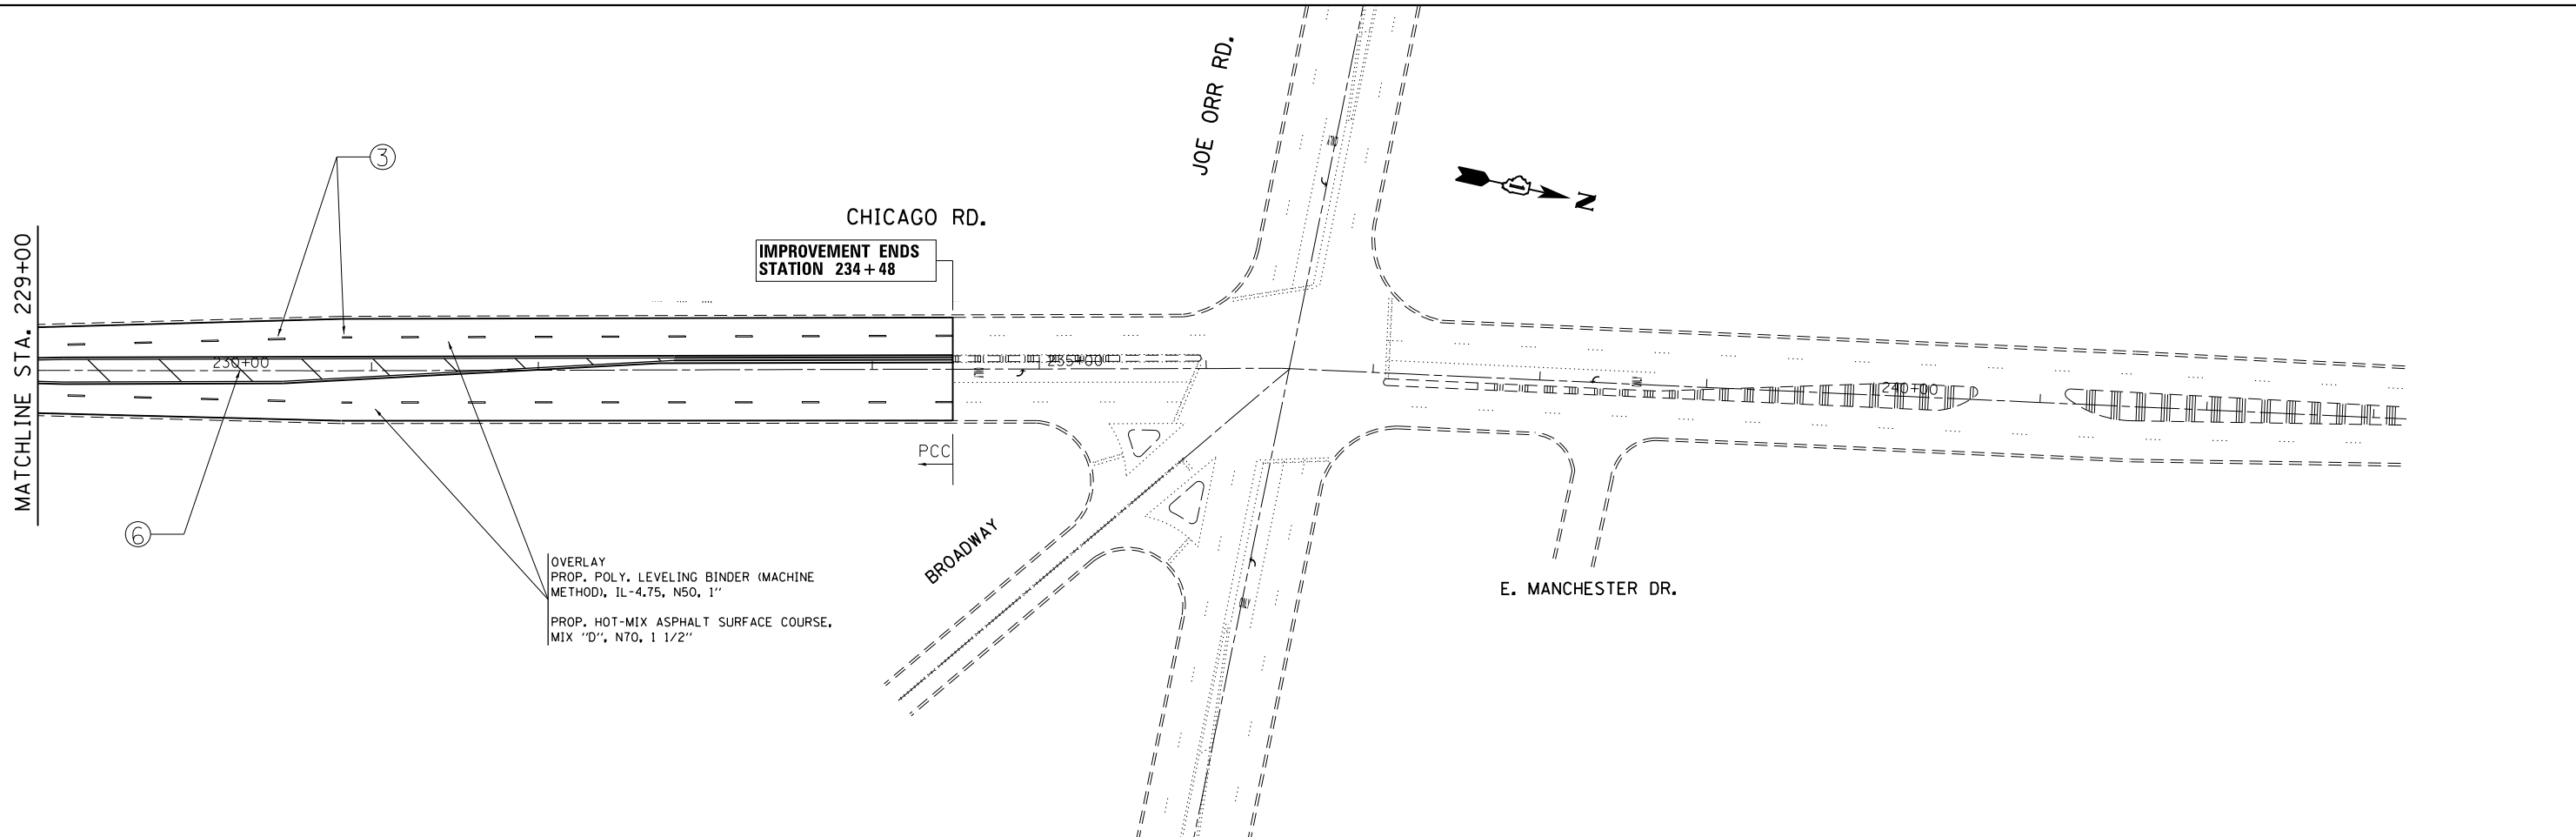 MATCHLINE STA. 229+00
3
CHICAGO RD.
IMPROVEMENT ENDS
STATION 234+48
JOE ORR RD.
N
230+00
235+00
240+00
PCC
6
BROADWAY
OVERLAY
PROP. POLY. LEVELING BINDER (MACHINE
METHOD), IL-4.75, N50, 1"
PROP. HOT-MIX ASPHALT SURFACE COURSE,
MIX "D", N70, 1 1/2"
E. MANCHESTER DR.